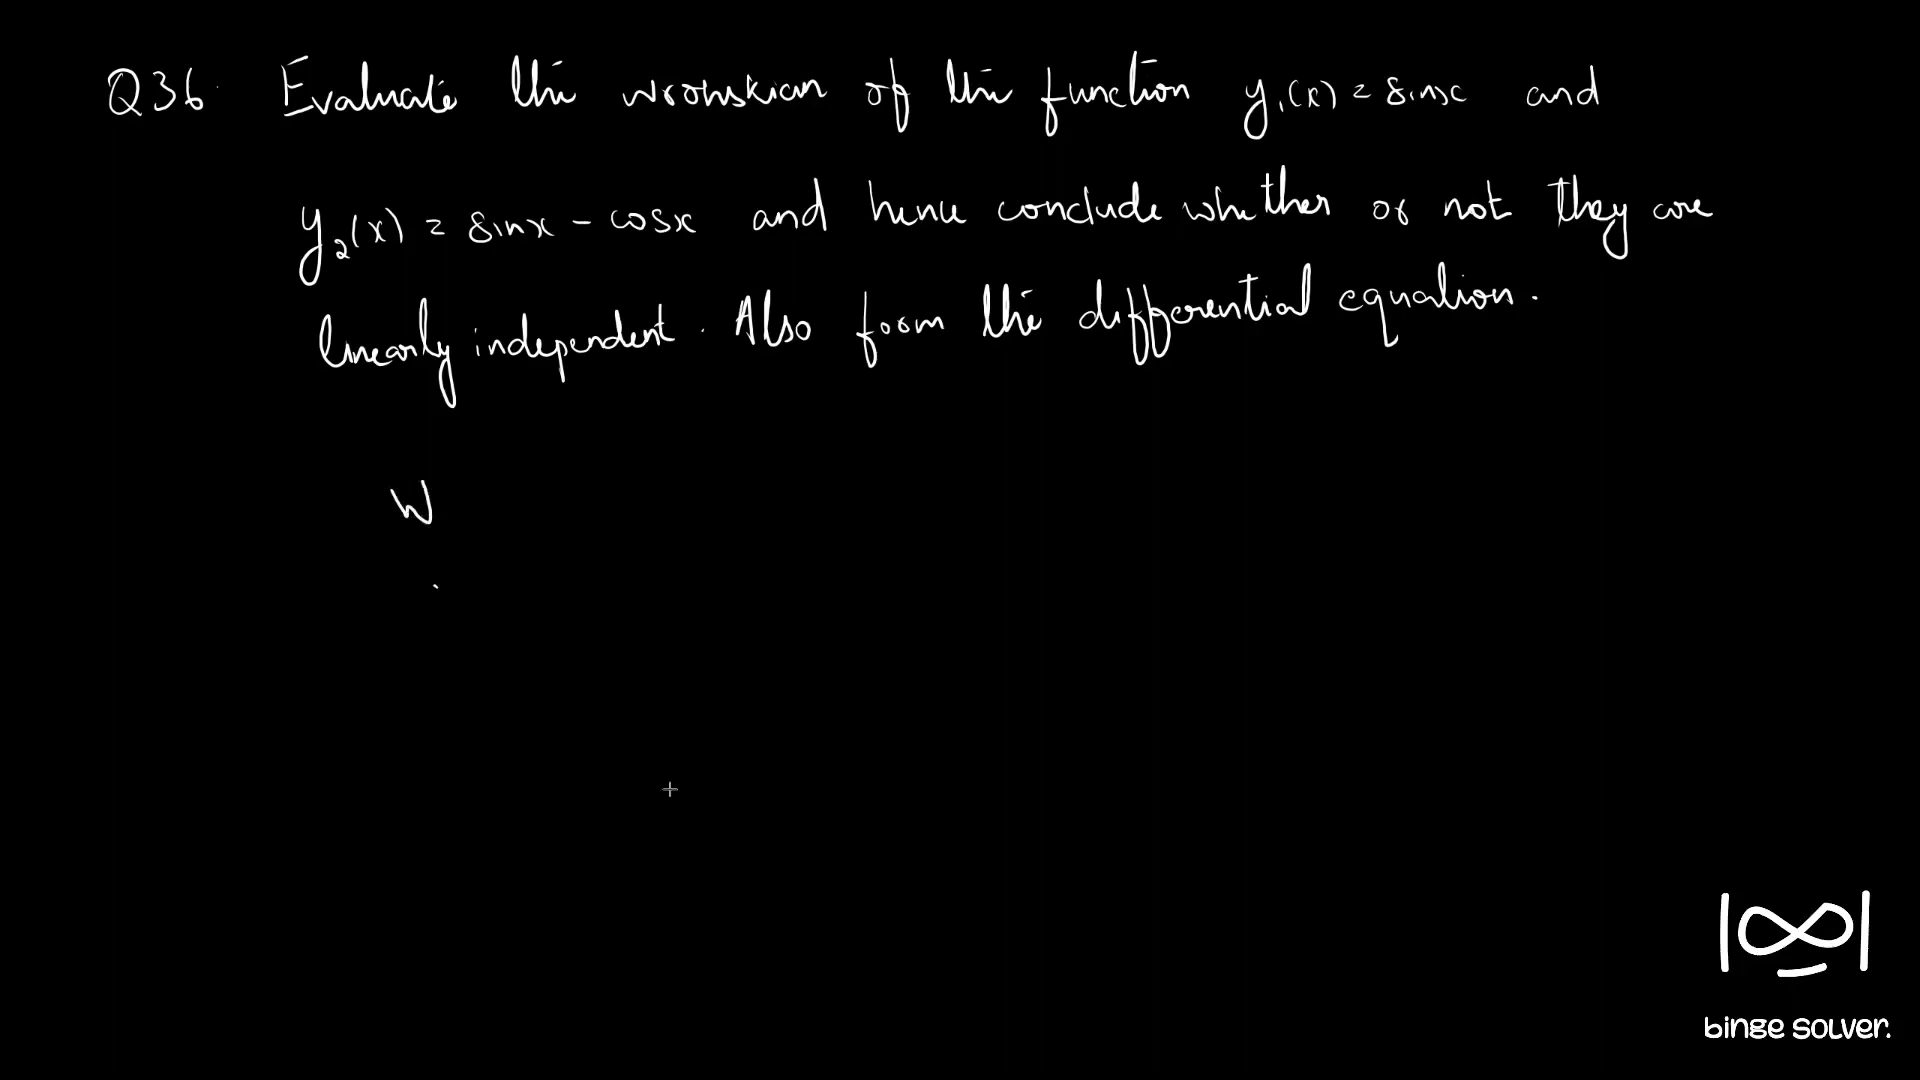 Q36. Evaluate the wronskian of the function y₁(x) = sinx and
y₂(x) = sinx - cosx and hence conclude whether or not they are
linearly independent. Also form the differential equation.
W
binge solver.